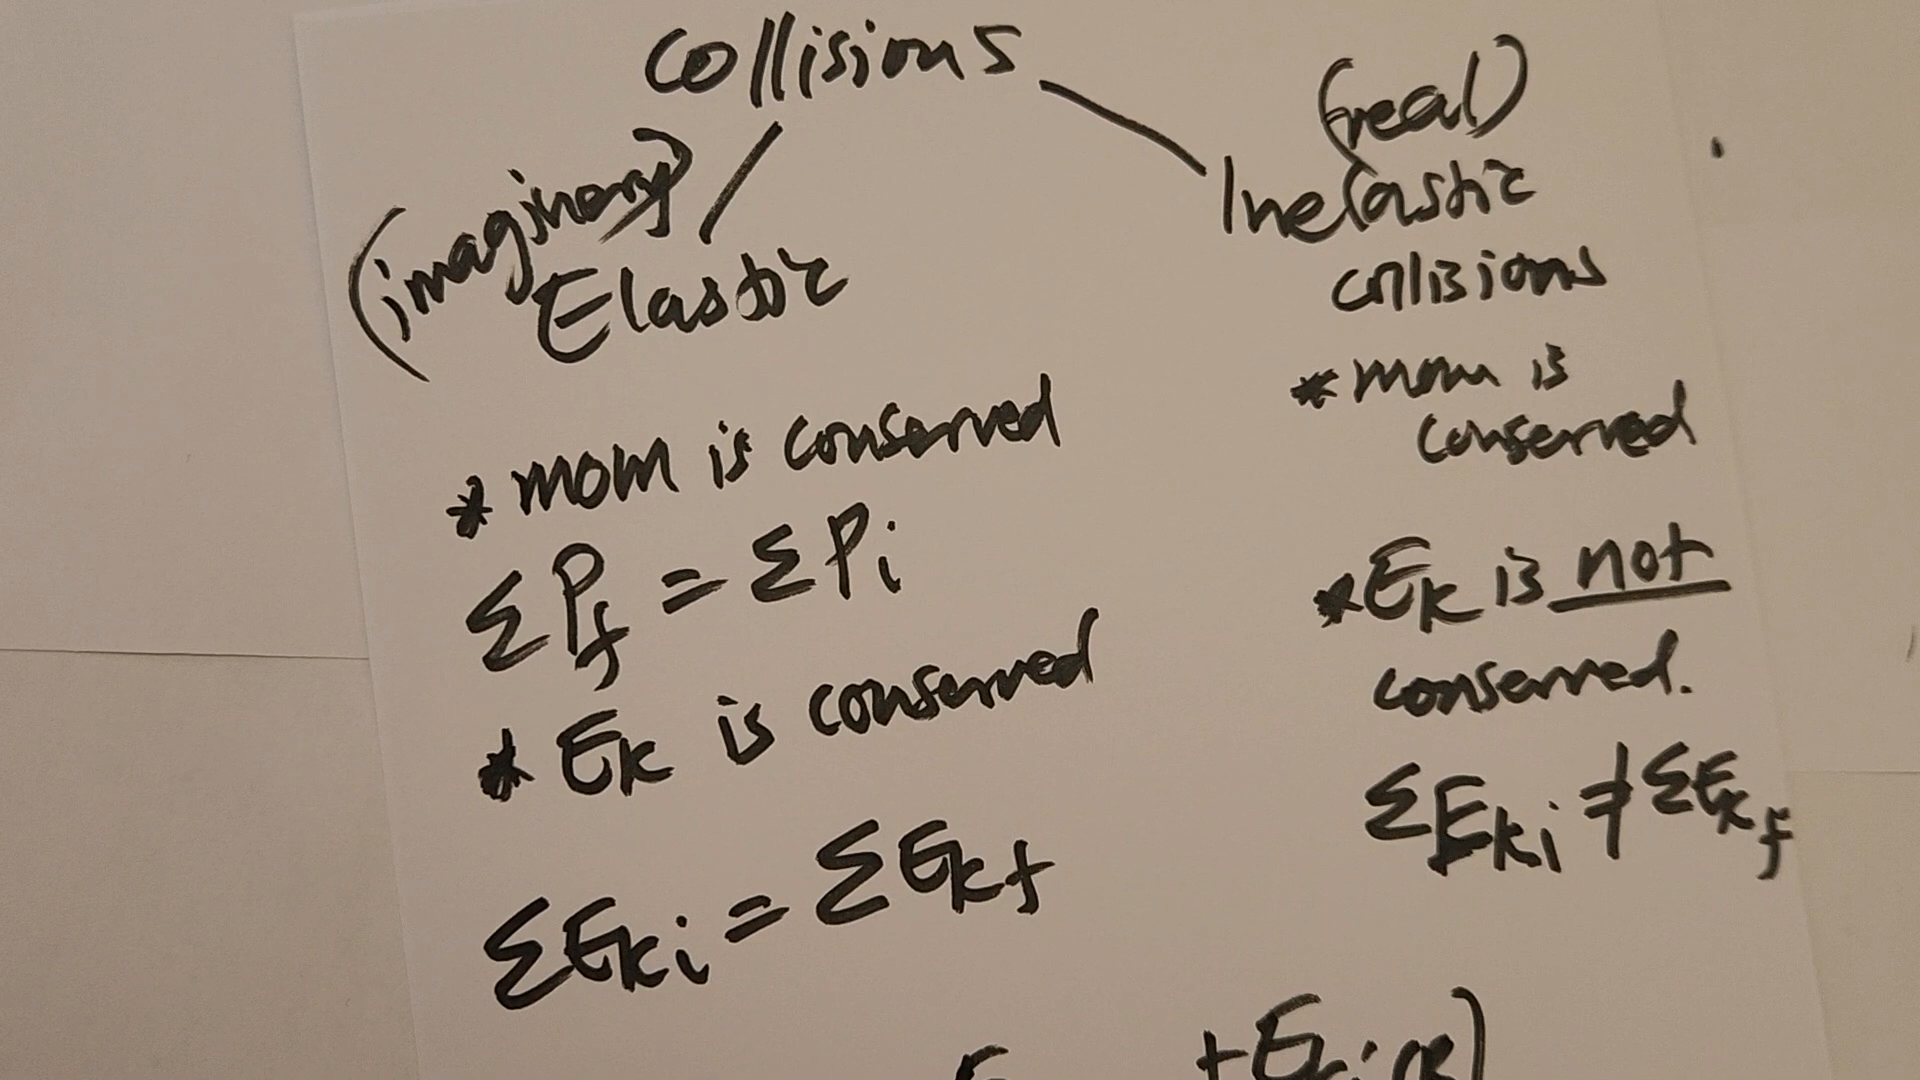 Collisions
(imaginary)
Elastic
* mom is conserved
ΣPf = ΣPi
* Ek is conserved
ΣEki = ΣEkf
(real)
Inelastic
collisions
* mom is
conserved
* Ek is not
conserved.
ΣEki ≠ ΣEkf